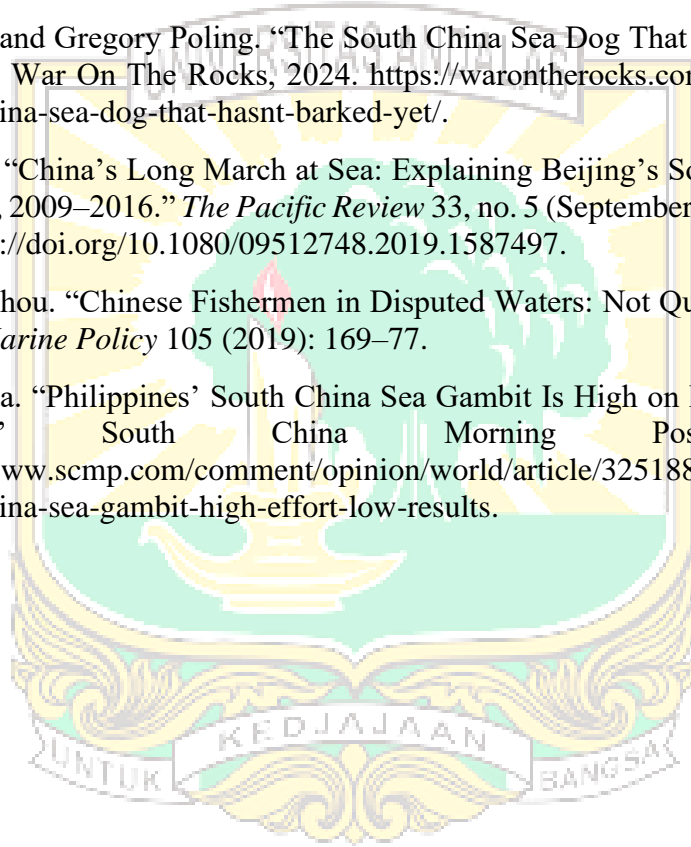 UNIVERSITAS ANDALAS
and Gregory Poling. “The South China Sea Dog That
War On The Rocks, 2024. https://warontherocks.con
ina-sea-dog-that-hasnt-barked-yet/.
“China’s Long March at Sea: Explaining Beijing’s So
, 2009–2016.” The Pacific Review 33, no. 5 (September
://doi.org/10.1080/09512748.2019.1587497.
hou. “Chinese Fishermen in Disputed Waters: Not Qu
arine Policy 105 (2019): 169–77.
a. “Philippines’ South China Sea Gambit Is High on
” South China Morning Pos
ww.scmp.com/comment/opinion/world/article/325188
ina-sea-gambit-high-effort-low-results.
UNTUK KEDJAJAAN BANGSA